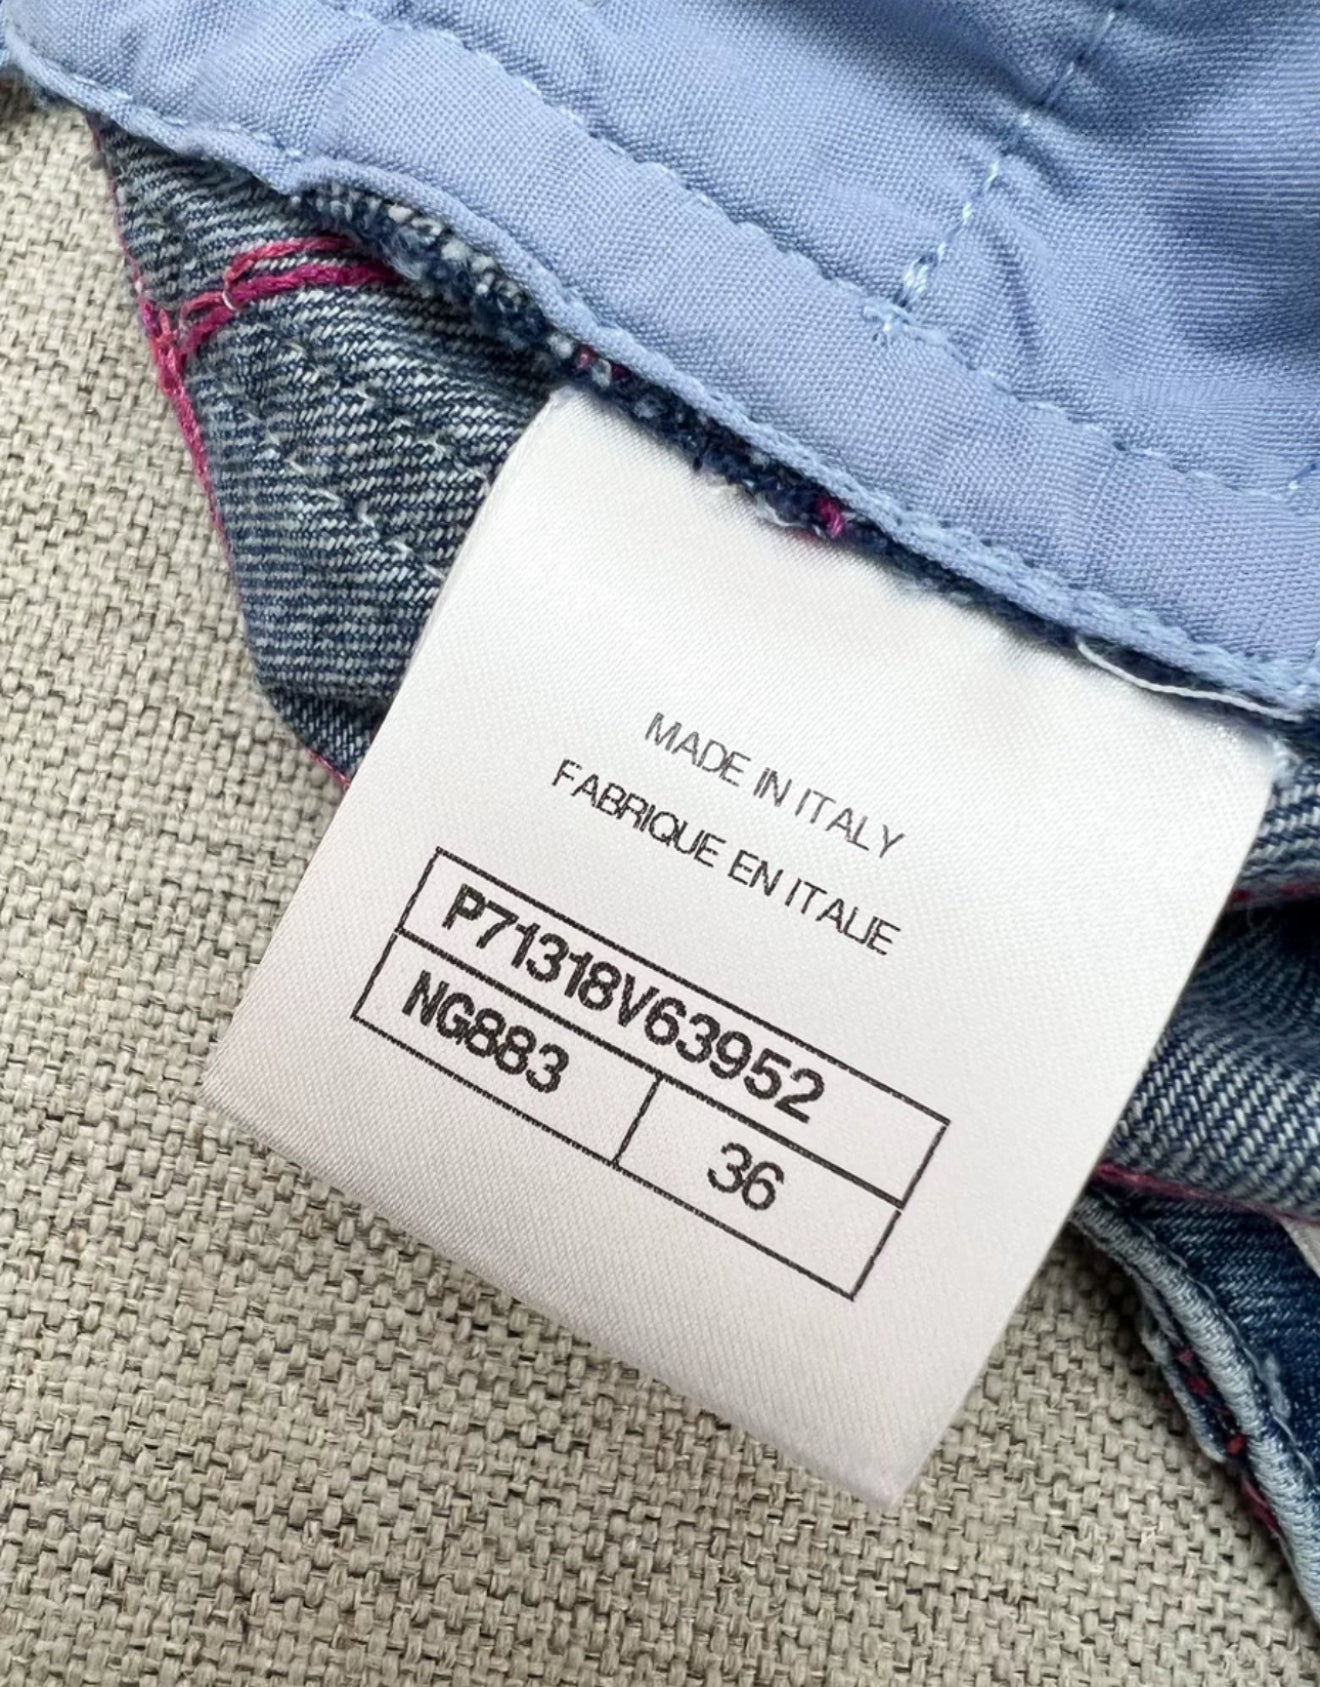 MADE IN ITALY
FABRIQUE EN ITALIE
P71318V63952
NG883
36